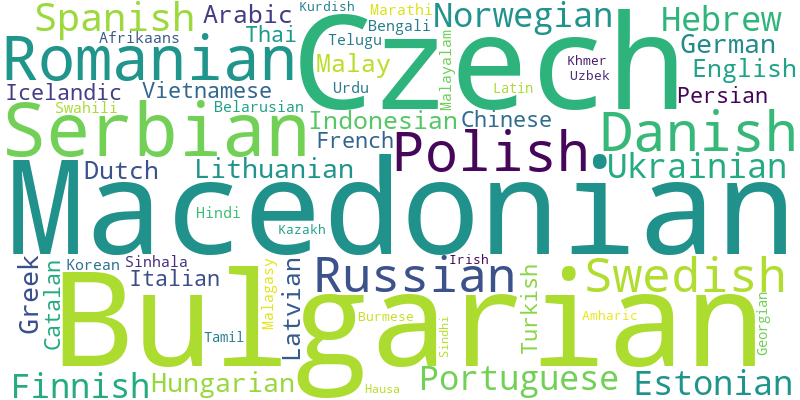 Spanish
Arabic
Kurdish
Marathi
Norwegian
Hebrew
Afrikaans
Thai
Bengali
Telugu
Romanian
Czech
Malay
Malayalam
Khmer
Uzbek
German
English
Icelandic
Vietnamese
Urdu
Latin
Persian
Swahili
Belarusian
Indonesian
Chinese
Serbian
French
Polish
Danish
Dutch
Lithuanian
Ukrainian
Macedonian
Hindi
Kazakh
Greek
Catalan
Korean
Sinhala
Italian
Malagasy
Latvian
Russian
Irish
Turkish
Swedish
Bulgarian
Tamil
Burmese
Sindhi
Amharic
Georgian
Finnish
Hungarian
Hausa
Portuguese
Estonian